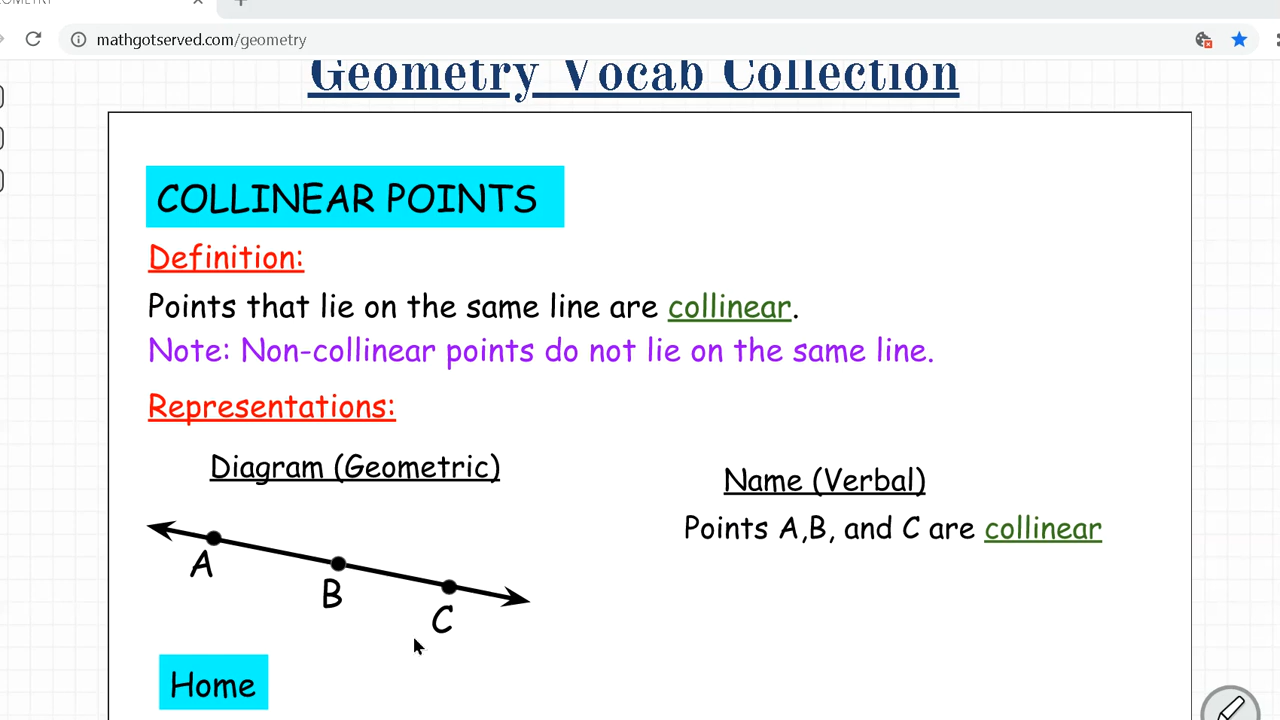 mathgotserved.com/geometry
Geometry Vocab Collection
COLLINEAR POINTS
Definition:
Points that lie on the same line are collinear.
Note: Non-collinear points do not lie on the same line.
Representations:
Diagram (Geometric)
Name (Verbal)
Points A,B, and C are collinear
A
B
C
Home